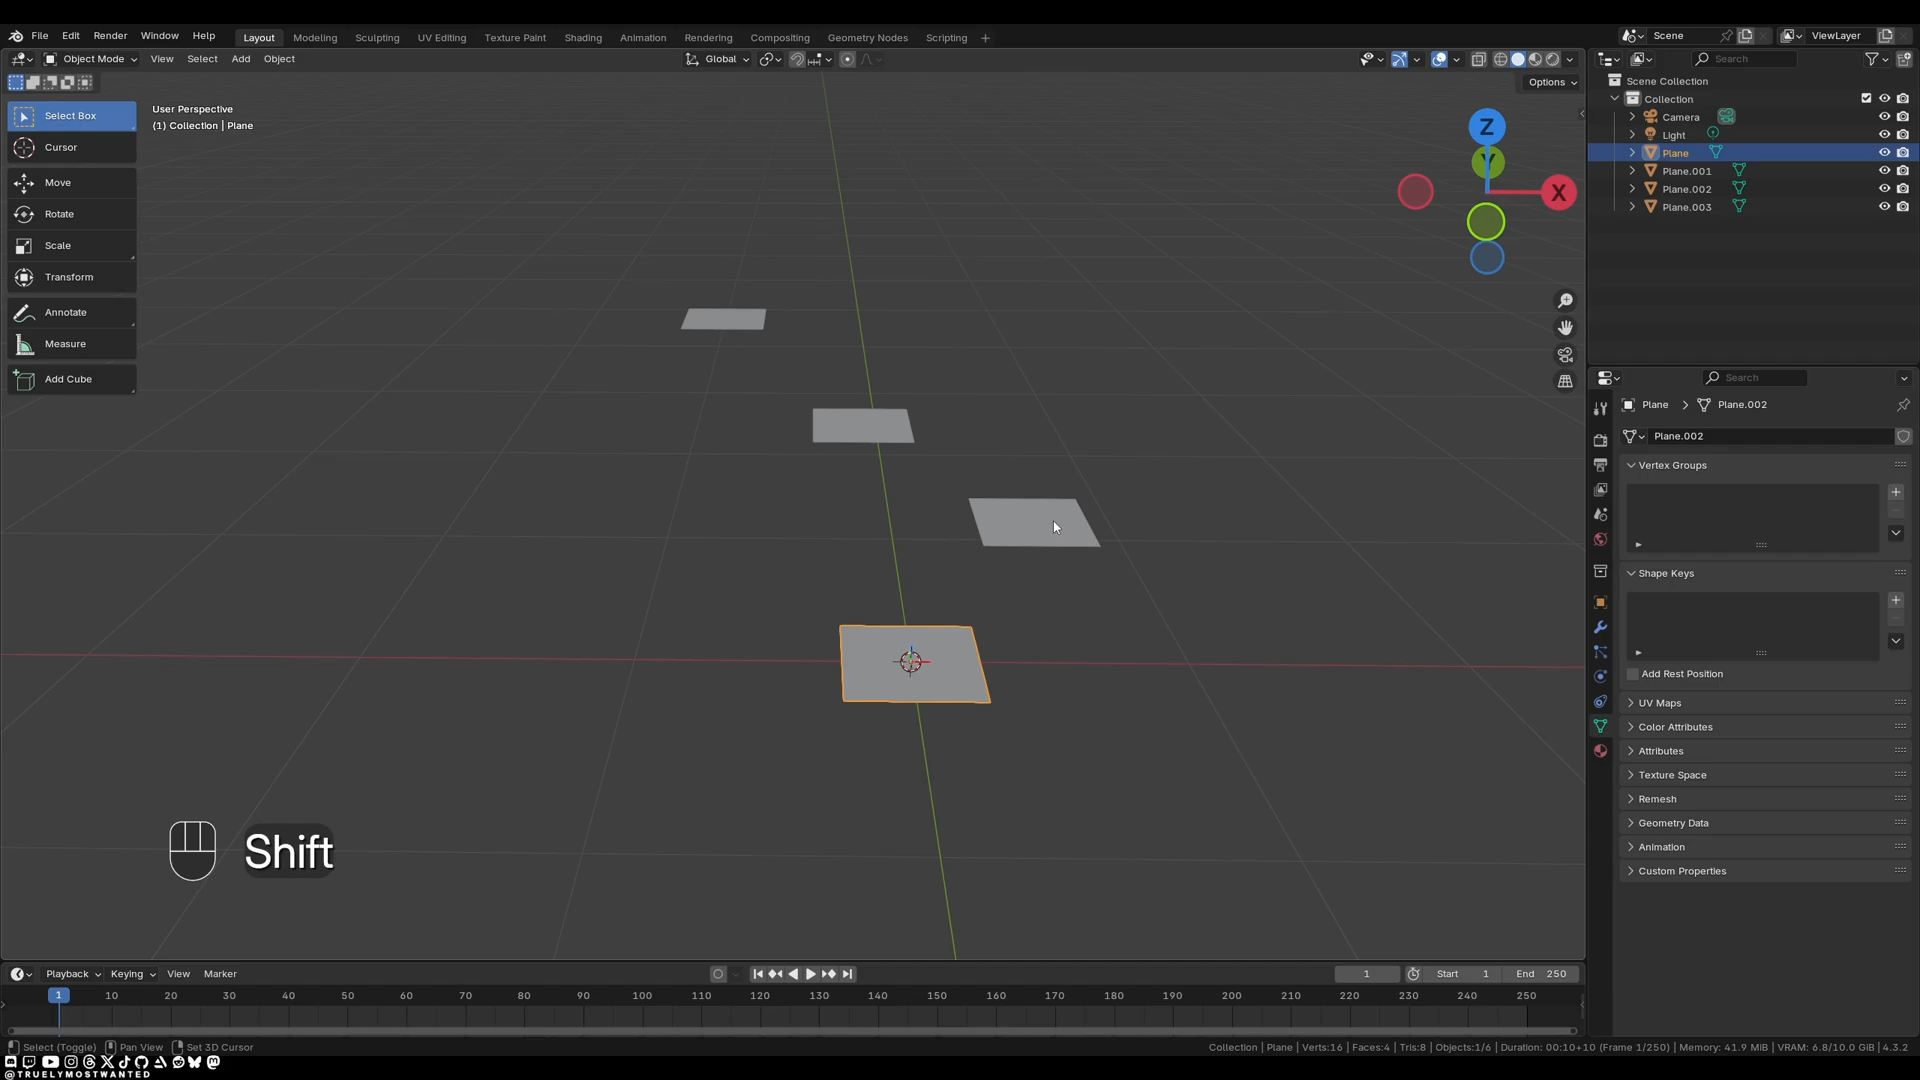 File Edit Render Window Help Layout Modeling Sculpting UV Editing Texture Paint Shading Animation Rendering Compositing Geometry Nodes Scripting + Scene ViewLayer
Object Mode View Select Add Object Global Search
Options
Select Box
Cursor
Move
Rotate
Scale
Transform
Annotate
Measure
Add Cube
User Perspective
(1) Collection | Plane
Z
Y
X
Scene Collection
Collection
Camera
Light
Plane
Plane.001
Plane.002
Plane.003
Search
Plane > Plane.002
Plane.002
Vertex Groups
Shape Keys
Add Rest Position
UV Maps
Color Attributes
Attributes
Texture Space
Remesh
Geometry Data
Animation
Custom Properties
Shift
Playback Keying View Marker 1 Start 1 End 250
1 10 20 30 40 50 60 70 80 90 100 110 120 130 140 150 160 170 180 190 200 210 220 230 240 250
Select (Toggle) Pan View Set 3D Cursor Collection | Plane | Verts:16 | Faces:4 | Tris:8 | Objects:1/6 | Duration: 00:10+10 (Frame 1/250) | Memory: 41.9 MiB | VRAM: 6.8/10.0 GiB | 4.3.2
@TRUELYMOSTWANTED